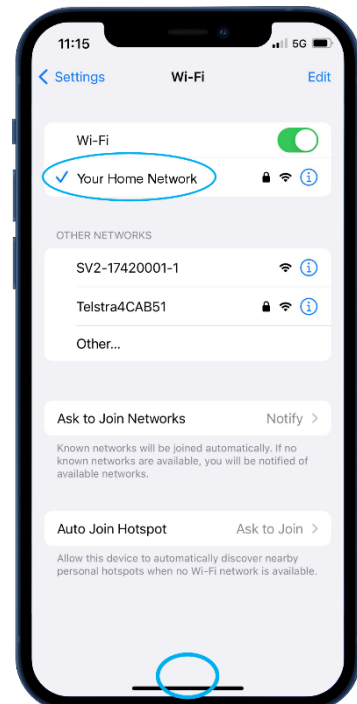 11:15 5G
Settings Wi-Fi Edit
Wi-Fi
Your Home Network
OTHER NETWORKS
SV2-17420001-1
Telstra4CAB51
Other...
Ask to Join Networks Notify
Known networks will be joined automatically. If no
known networks are available, you will be notified of
available networks.
Auto Join Hotspot Ask to Join
Allow this device to automatically discover nearby
personal hotspots when no Wi-Fi network is available.